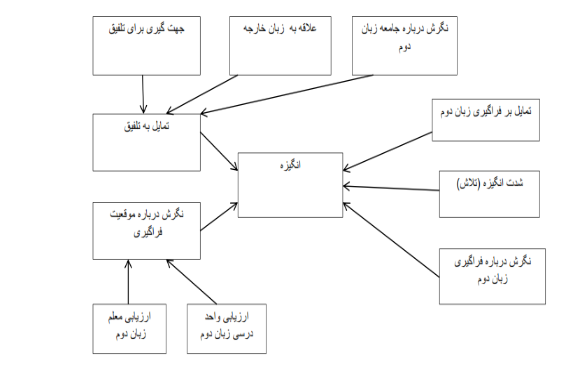 نگرش درباره جامعه زبان
دوم
علاقه به زبان خارجه
جهت گیری برای تلفیق
تمایل بر فراگیری زبان دوم
تمایل به تلفیق
انگیزه
شدت انگیزه (تلاش)
نگرش درباره موقعیت
فراگیری
نگرش درباره فراگیری
زبان دوم
ارزیابی واحد
درسی زبان دوم
ارزیابی معلم
زبان دوم